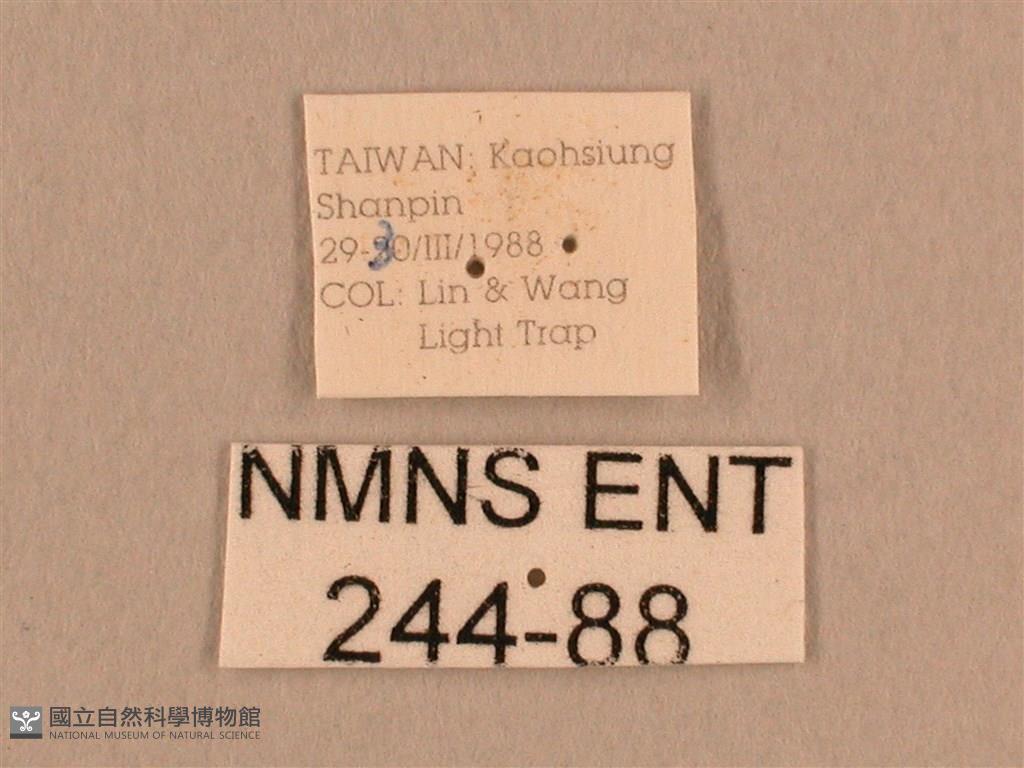 TAIWAN: Kaohsiung
Shanpin
29-30/III/1988
COL: Lin & Wang
Light Trap
NMNS ENT
244-88
國立自然科學博物館
NATIONAL MUSEUM OF NATURAL SCIENCE